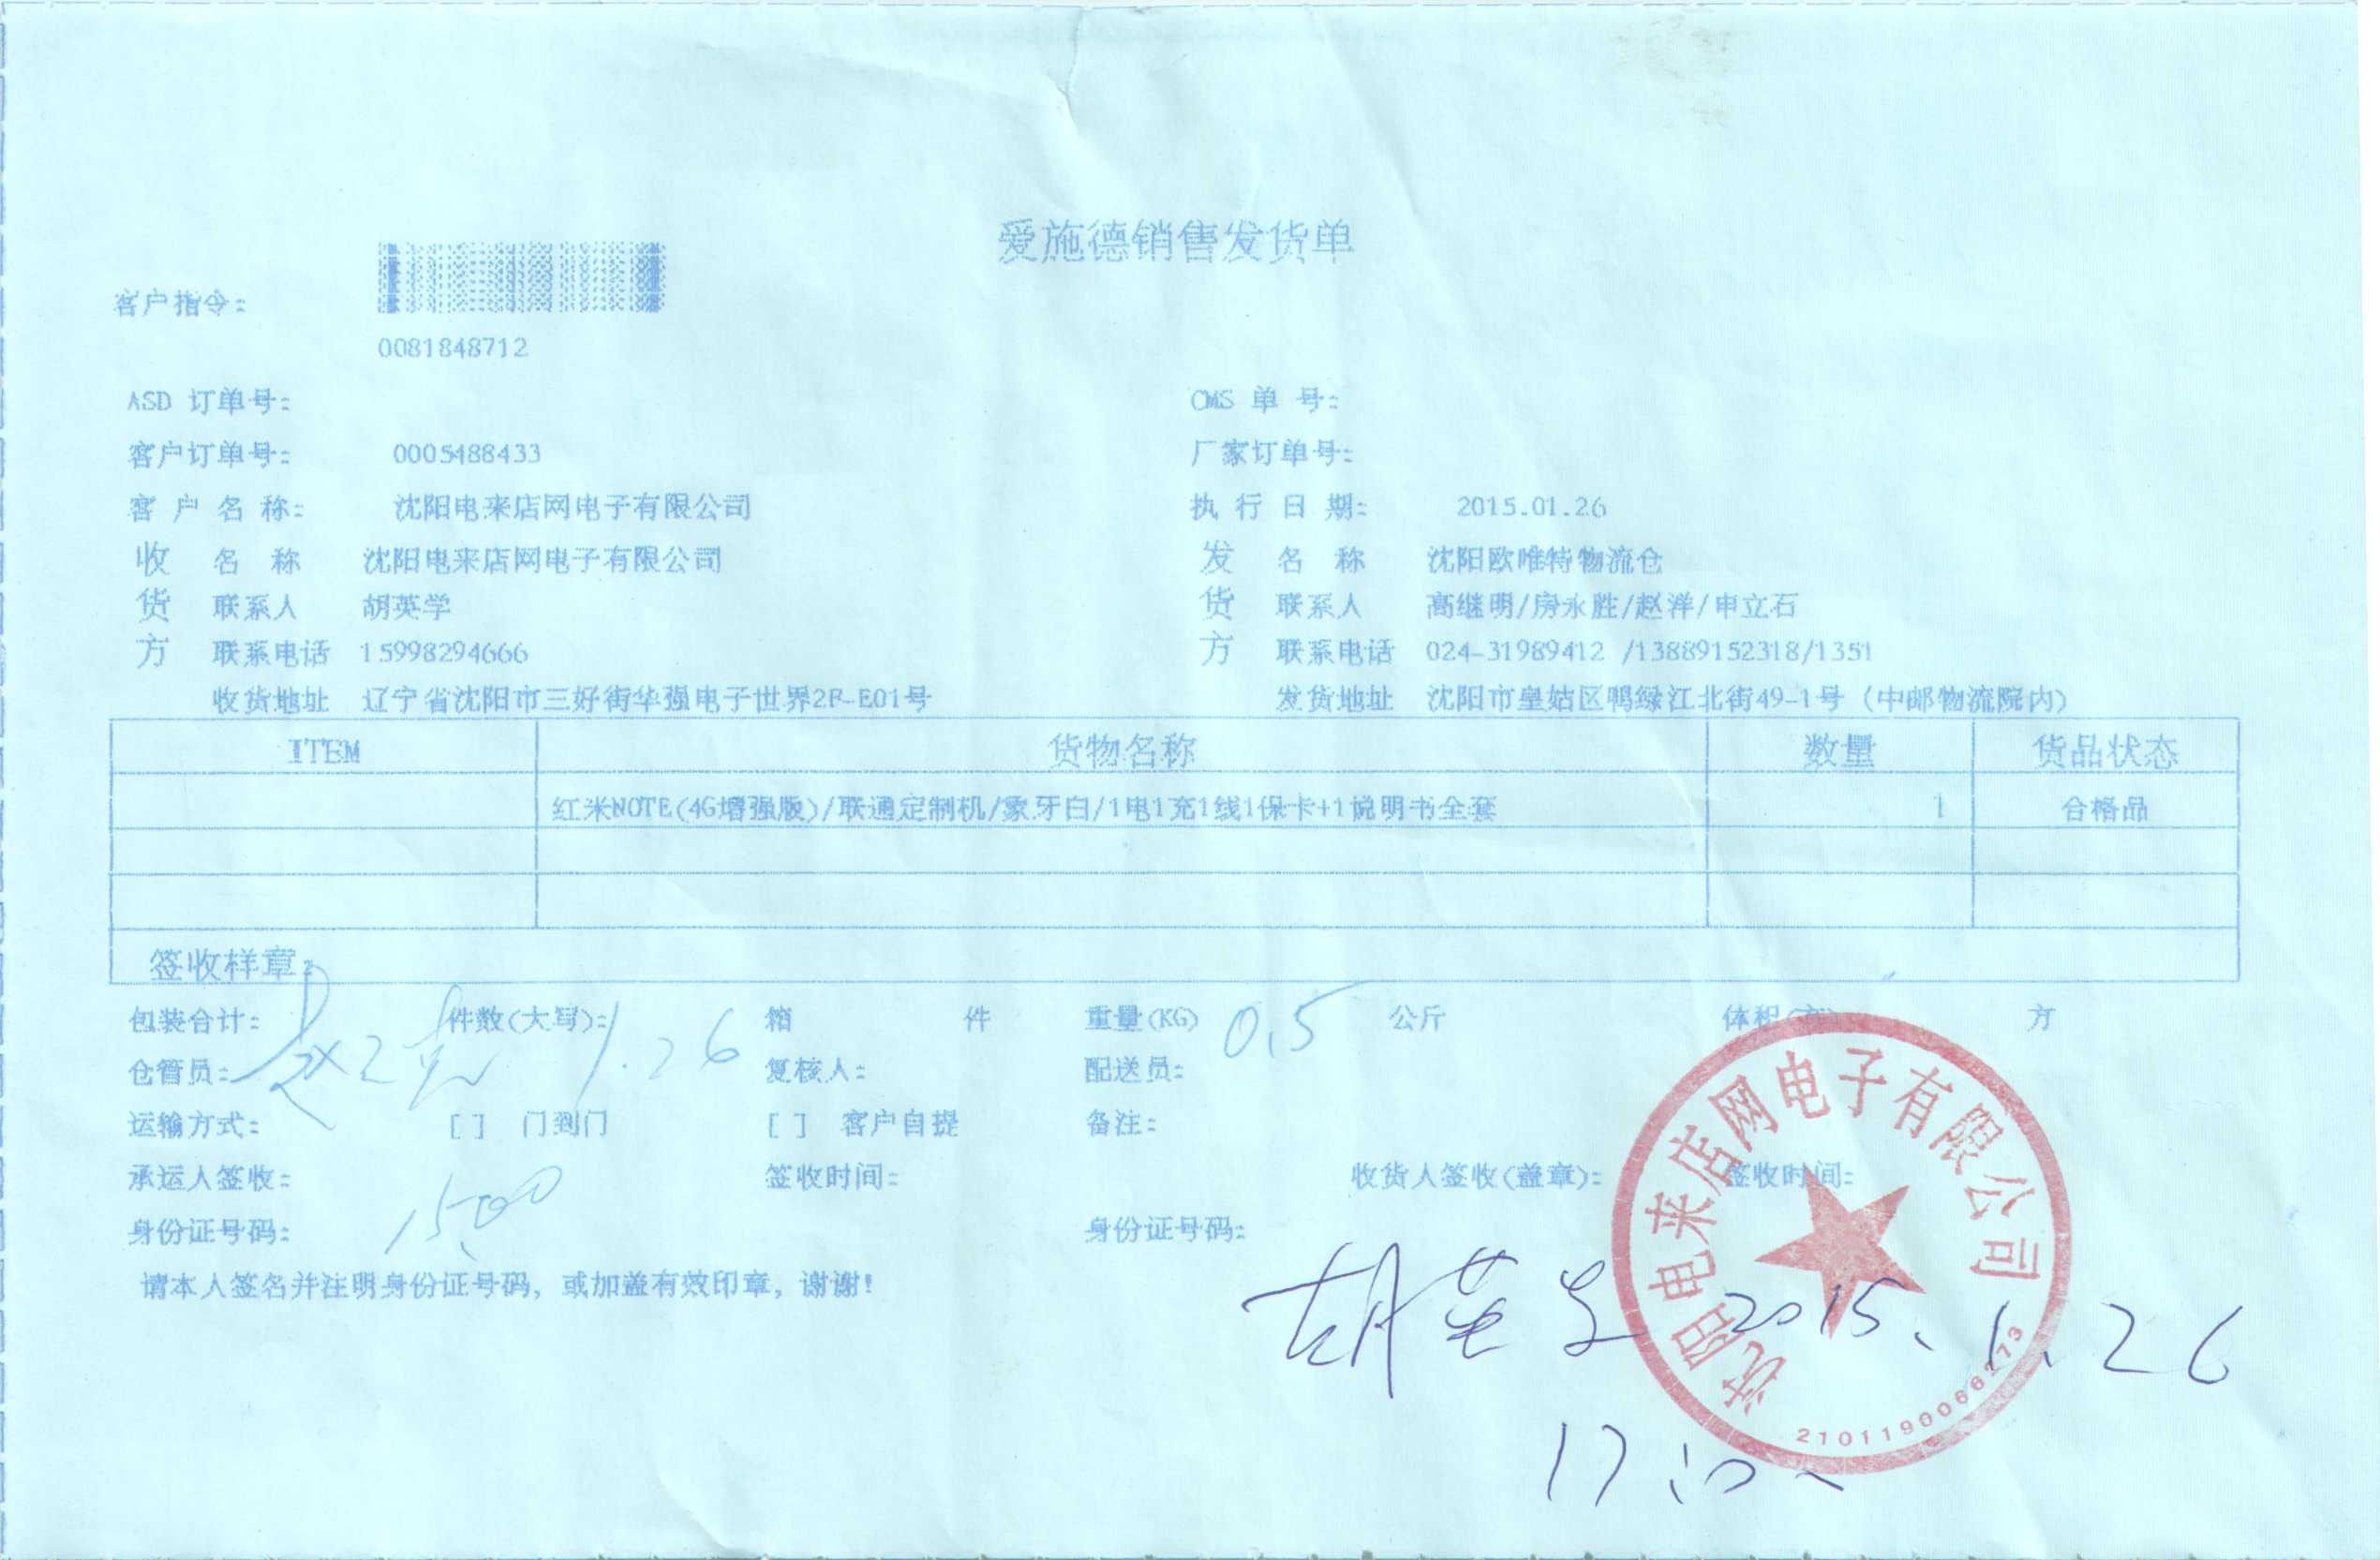 爱施德销售发货单
客户指令:
0081848712
ASD 订单号: OMS 单 号:
客户订单号: 0005488433 厂家订单号:
客 户 名 称: 沈阳电来店网电子有限公司 执 行 日 期: 2015.01.26
收 名 称 沈阳电来店网电子有限公司 发 名 称 沈阳欧唯特物流仓
货 联系人 胡英学 货 联系人 高继明/房永胜/赵洋/申立石
方 联系电话 15998294666 方 联系电话 024-31989412 /13889152318/1351
收货地址 辽宁省沈阳市三好街华强电子世界2F-E01号 发货地址 沈阳市皇姑区鸭绿江北街49-1号(中邮物流院内)
ITEM 货物名称 数量 货品状态
红米NOTE(4G增强版)/联通定制机/象牙白/1电1充1线1保卡+1说明书全套 1 合格品
签收样章:
包装合计: 件数(大写): 箱 件 重量(KG) 0.5 公斤 体积(方) 方
仓管员: 1.26 复核人: 配送员:
运输方式: [ ] 门到门 [ ] 客户自提 备注:
承运人签收: 签收时间: 收货人签收(盖章): 签收时间:
身份证号码: 1500 身份证号码:
请本人签名并注明身份证号码, 或加盖有效印章, 谢谢!
胡英学 2015.1.26
沈阳电来店网电子有限公司